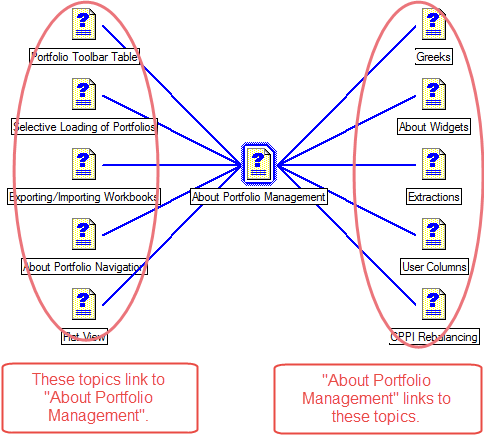 Portfolio Toolbar Table
Greeks
Selective Loading of Portfolios
About Widgets
Exporting/Importing Workbooks
About Portfolio Management
Extractions
About Portfolio Navigation
User Columns
Flat View
CPPI Rebalancing
These topics link to
"About Portfolio
Management".
"About Portfolio
Management" links to
these topics.